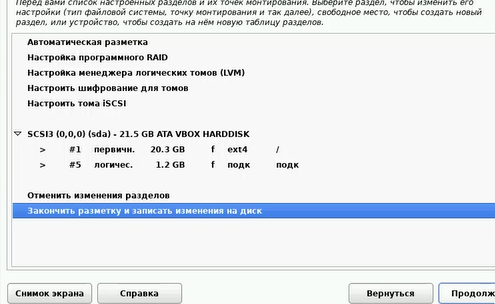 Перед вами список настроенных разделов и их точек монтирования. Выберите раздел, чтобы изменить его
настройки (тип файловой системы, точку монтирования и так далее), свободное место, чтобы создать новый
раздел, или устройство, чтобы создать на нём новую таблицу разделов.
Автоматическая разметка
Настройка программного RAID
Настройка менеджера логических томов (LVM)
Настроить шифрование для томов
Настроить тома iSCSI
SCSI3 (0,0,0) (sda) - 21.5 GB ATA VBOX HARDDISK
> #1 первичн. 20.3 GB f ext4 /
> #5 логичес. 1.2 GB f подк подк
Отменить изменения разделов
Закончить разметку и записать изменения на диск
Снимок экрана Справка Вернуться Продолж